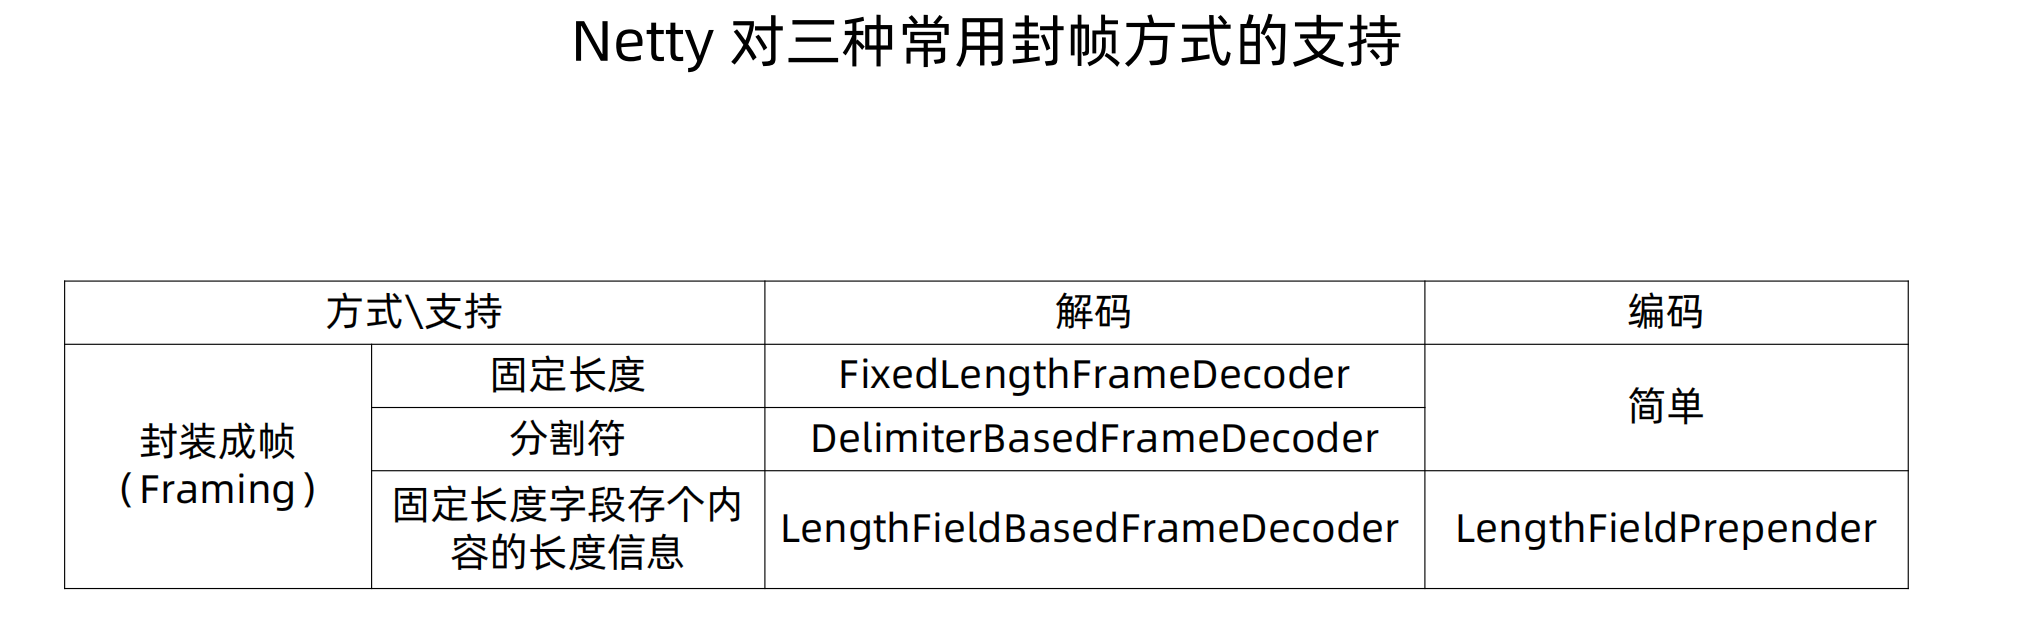 Netty 对三种常用封帧方式的支持
方式\支持
解码
编码
封装成帧
(Framing)
固定长度
FixedLengthFrameDecoder
简单
分割符
DelimiterBasedFrameDecoder
固定长度字段存个内
容的长度信息
LengthFieldBasedFrameDecoder
LengthFieldPrepender